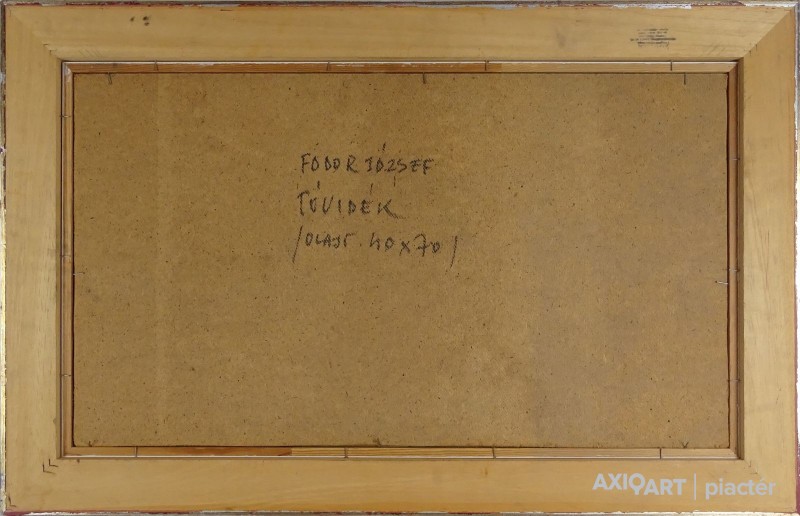 FODOR JÓZSEF
TÓVIDÉK
/OLAJF. 40x70/
AXIOART | piactér